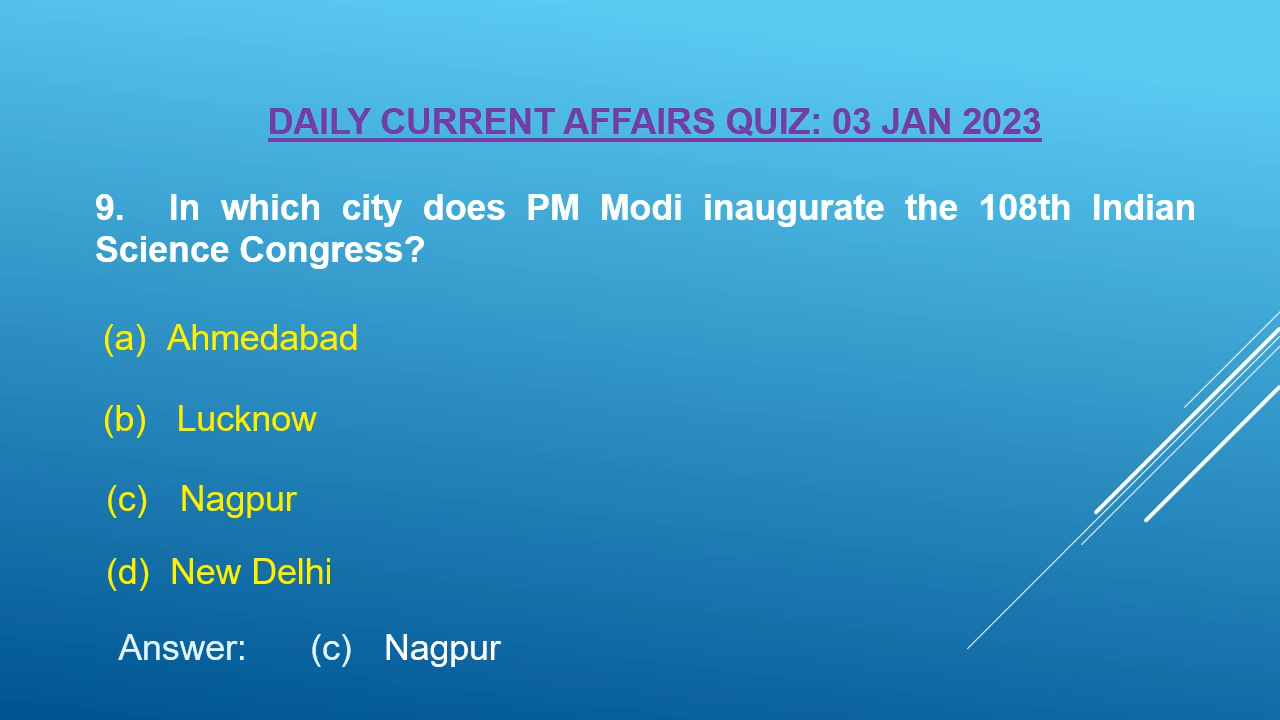 DAILY CURRENT AFFAIRS QUIZ: 03 JAN 2023
9. In which city does PM Modi inaugurate the 108th Indian
Science Congress?
(a) Ahmedabad
(b) Lucknow
(c) Nagpur
(d) New Delhi
Answer: (c) Nagpur